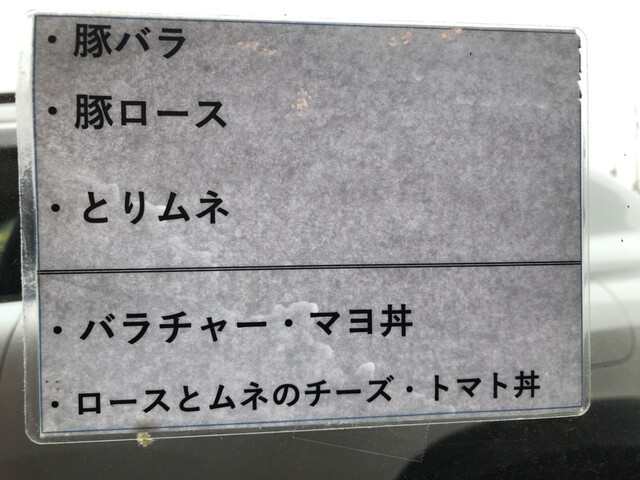 ・豚バラ
・豚ロース
・とりムネ
・バラチャー・マヨ丼
・ロースとムネのチーズ・トマト丼